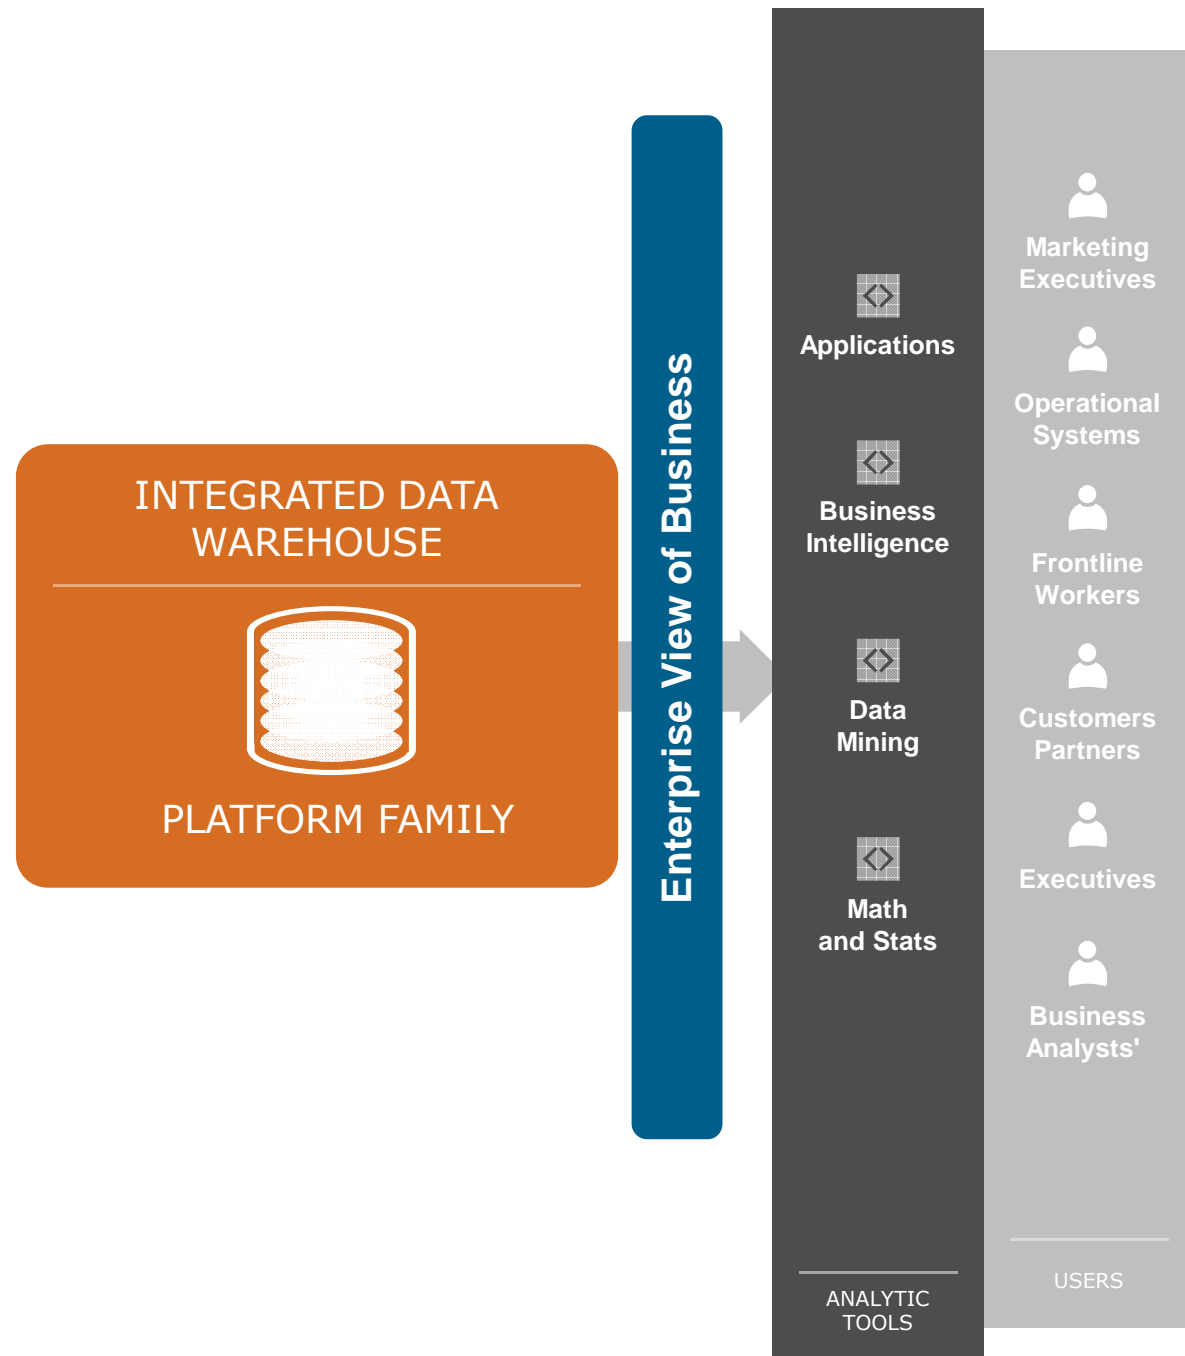 INTEGRATED DATA
WAREHOUSE
PLATFORM FAMILY
Enterprise View of Business
Applications
Business
Intelligence
Data
Mining
Math
and Stats
ANALYTIC
TOOLS
Marketing
Executives
Operational
Systems
Frontline
Workers
Customers
Partners
Executives
Business
Analysts'
USERS